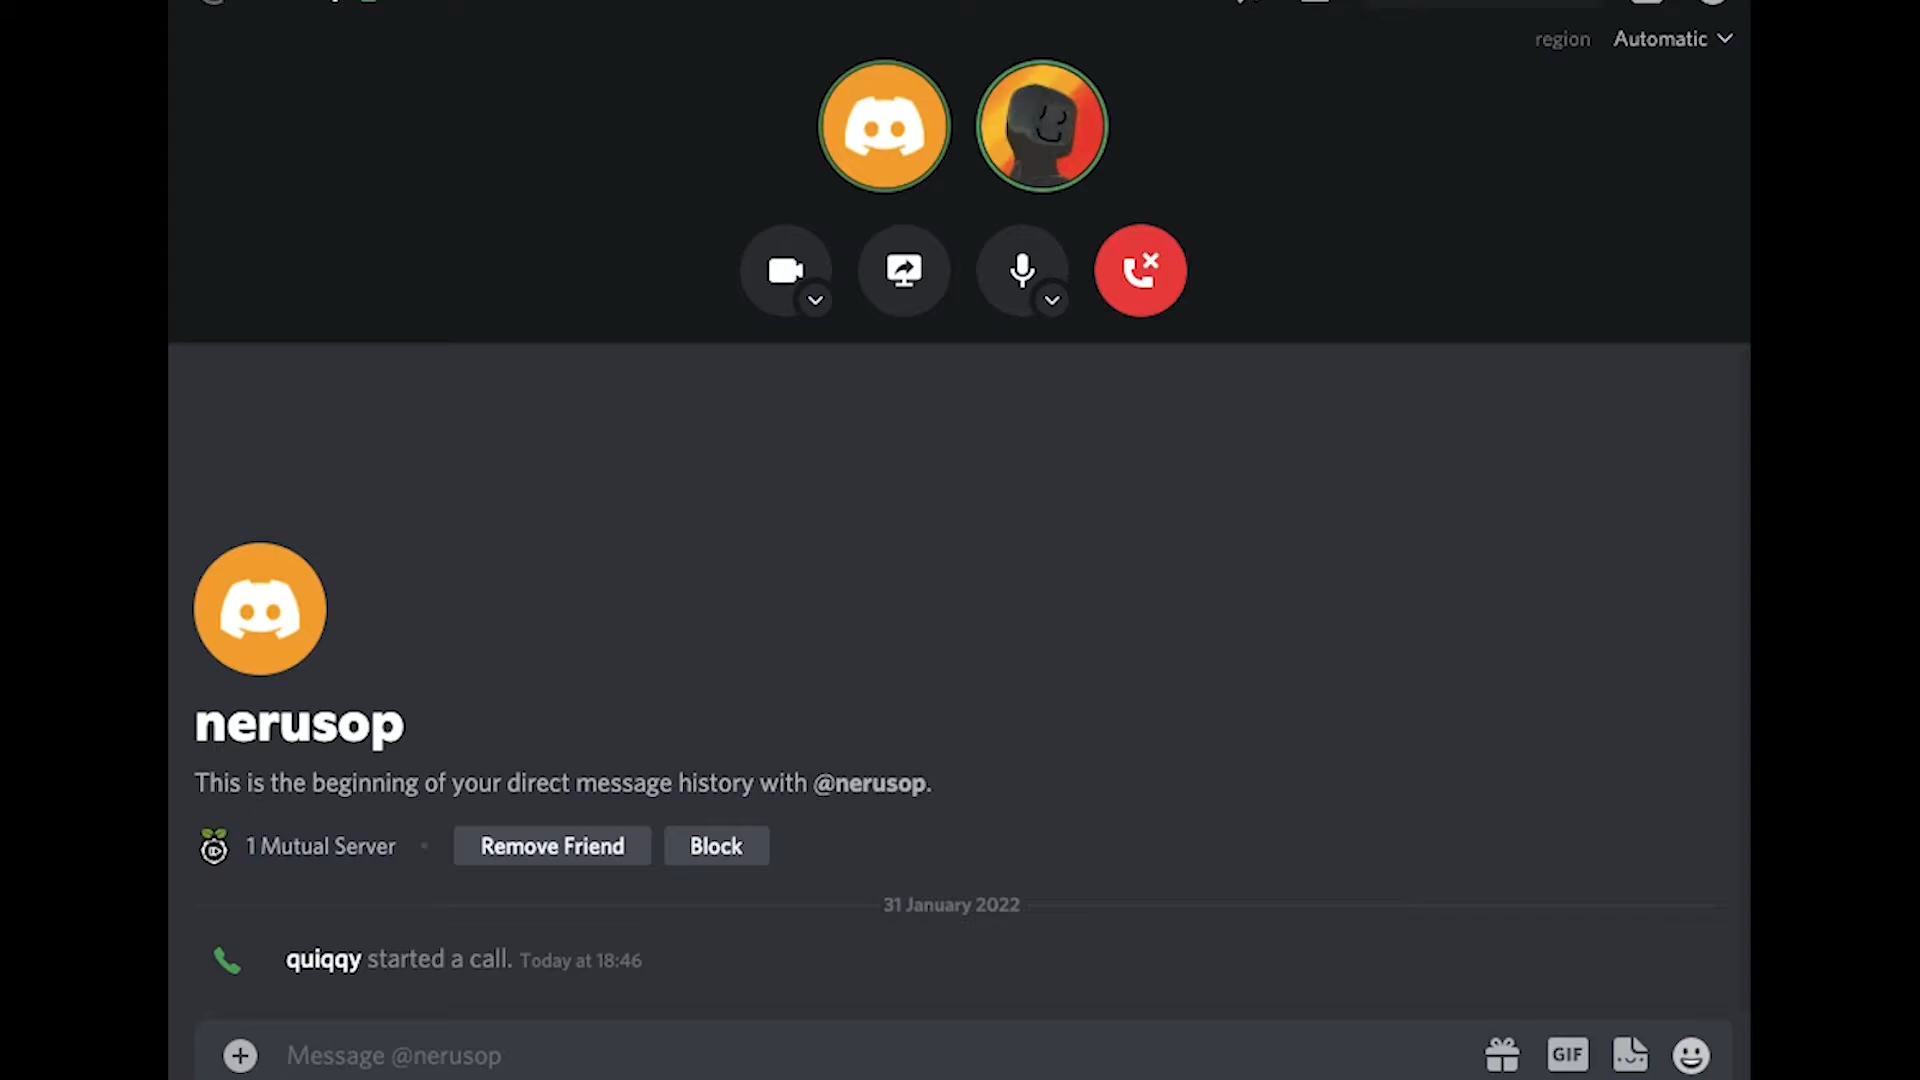 region Automatic
nerusop
This is the beginning of your direct message history with @nerusop.
1 Mutual Server • Remove Friend Block
31 January 2022
quiqqy started a call. Today at 18:46
Message @nerusop GIF